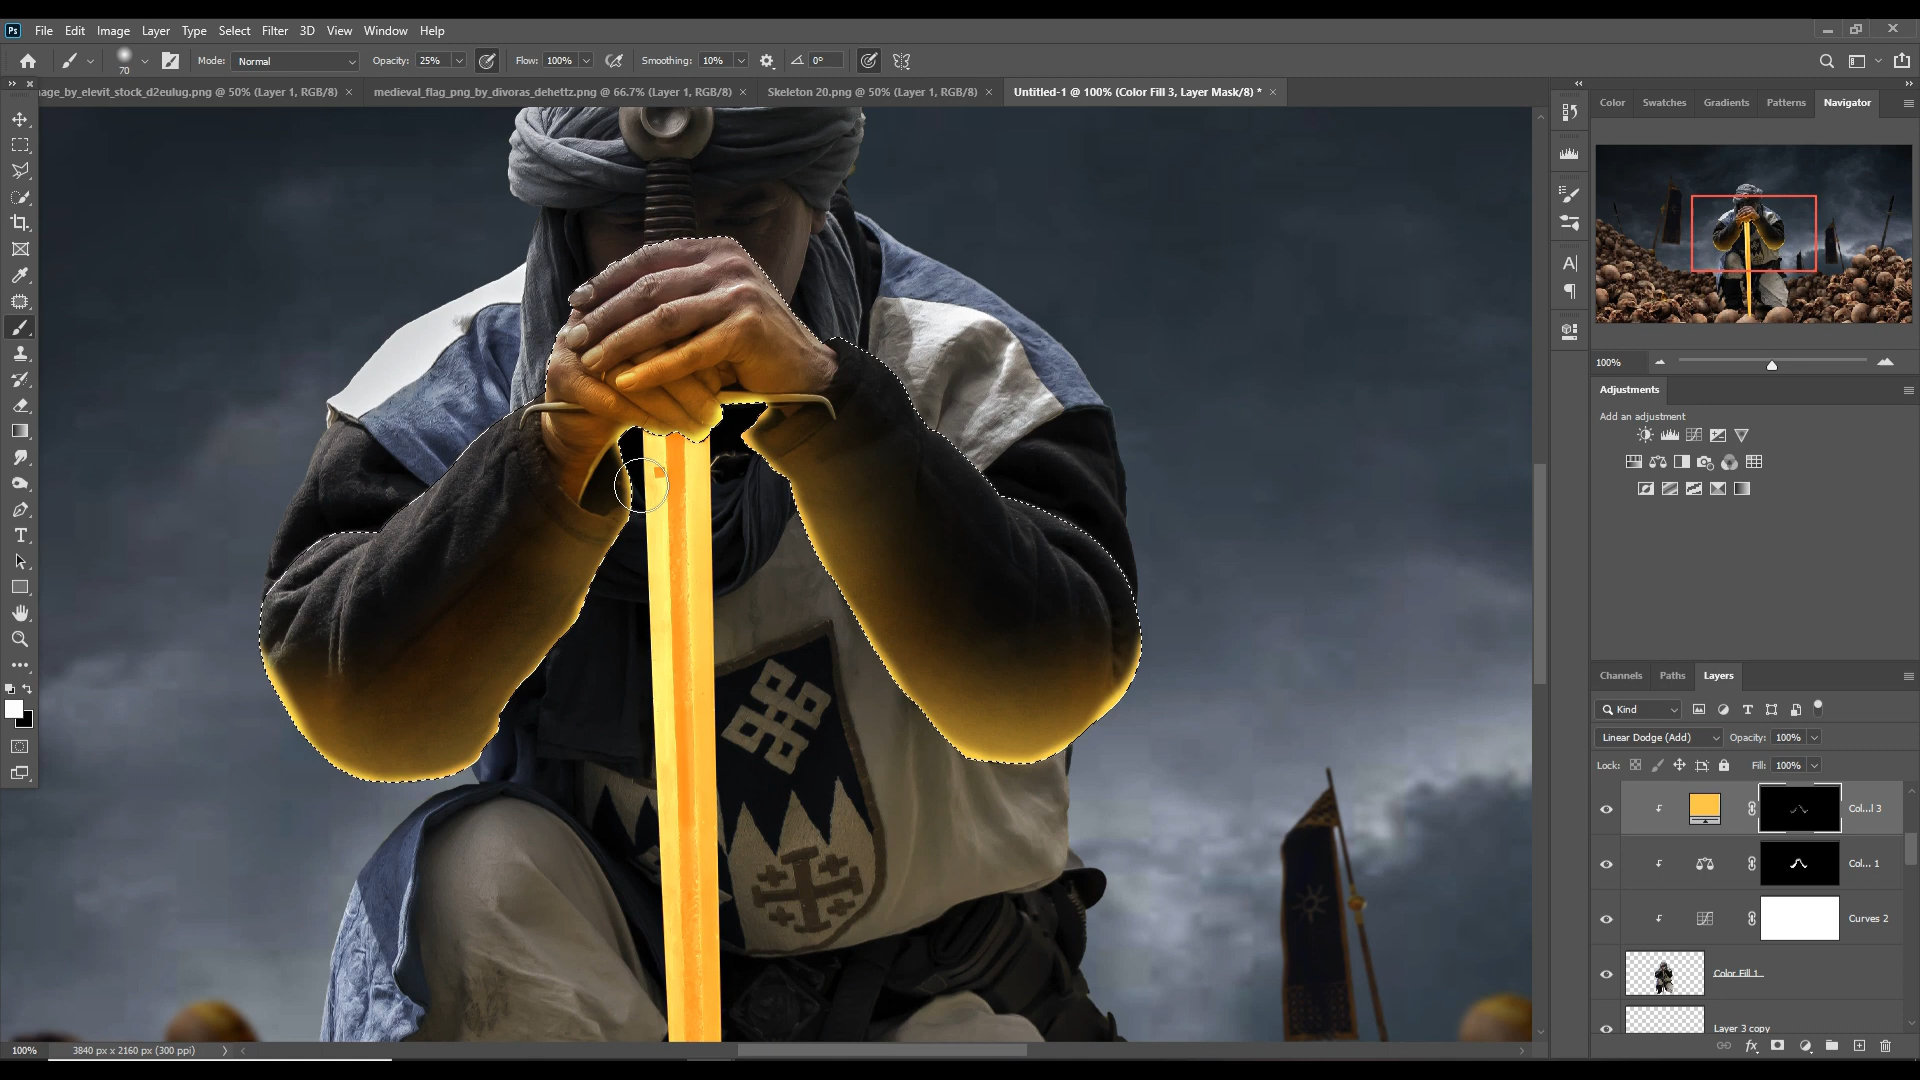 Ps File Edit Image Layer Type Select Filter 3D View Window Help
70 Mode: Normal Opacity: 25% Flow: 100% Smoothing: 10% 0°
age_by_elevit_stock_d2eulug.png @ 50% (Layer 1, RGB/8) × medieval_flag_png_by_divoras_dehettz.png @ 66.7% (Layer 1, RGB/8) × Skeleton 20.png @ 50% (Layer 1, RGB/8) × Untitled-1 @ 100% (Color Fill 3, Layer Mask/8) * ×
Color Swatches Gradients Patterns Navigator
100%
Adjustments
Add an adjustment
Channels Paths Layers
Kind
Linear Dodge (Add) Opacity: 100%
Lock: Fill: 100%
Col...l 3
Col... 1
Curves 2
Color Fill 1
Layer 3 copy
100% 3840 px x 2160 px (300 ppi)